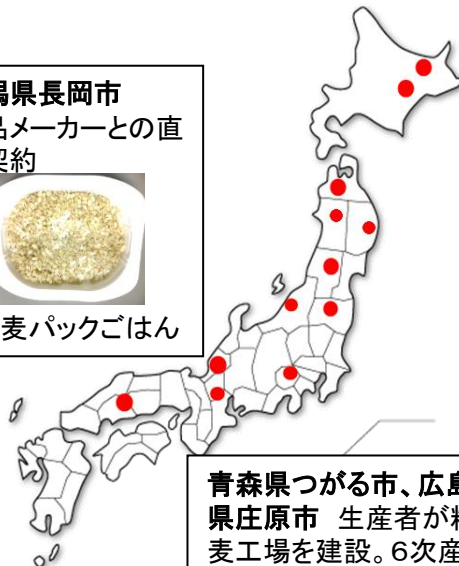 潟県長岡市
品メーカーとの直
契約
麦パックごはん
青森県つがる市、広島
県庄原市 生産者が精
麦工場を建設。6次産